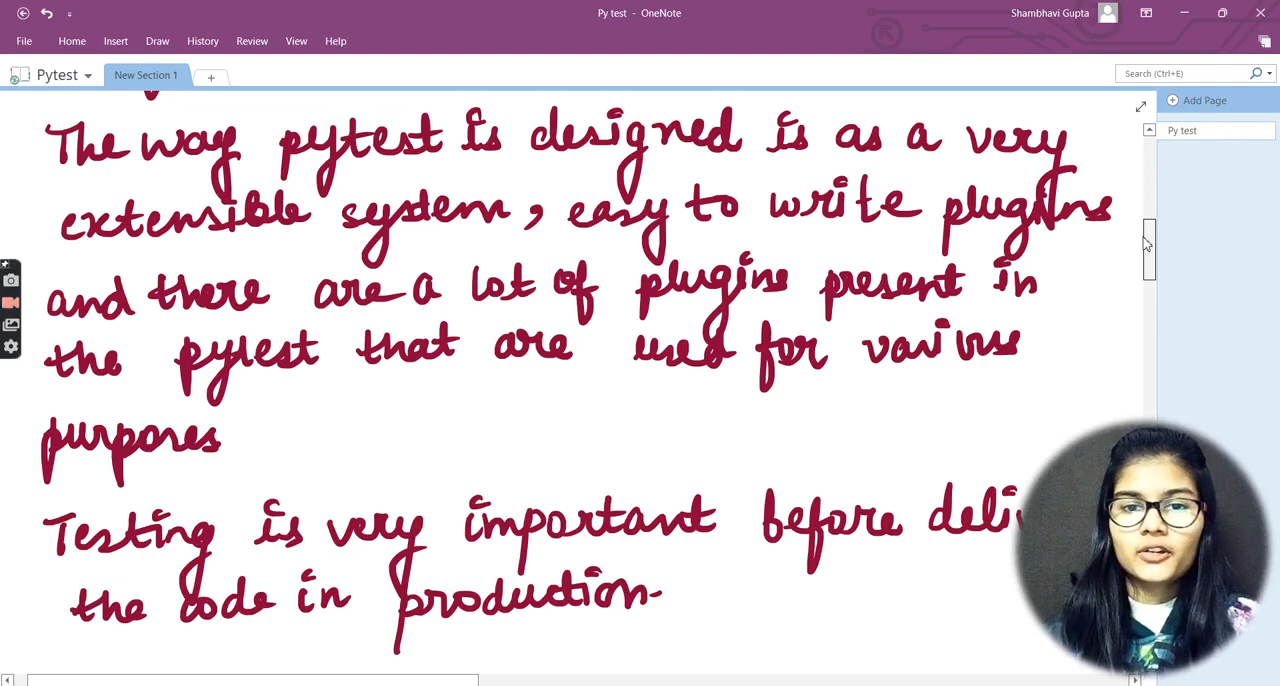 Py test - OneNote
Shambhavi Gupta
File Home Insert Draw History Review View Help
Pytest
New Section 1
Search (Ctrl+E)
Add Page
Py test
The way pytest is designed is as a very
extensible system, easy to write plugins
and there are a lot of plugins present in
the pytest that are used for variuse
purposes
Testing is very important before deli
the code in production.